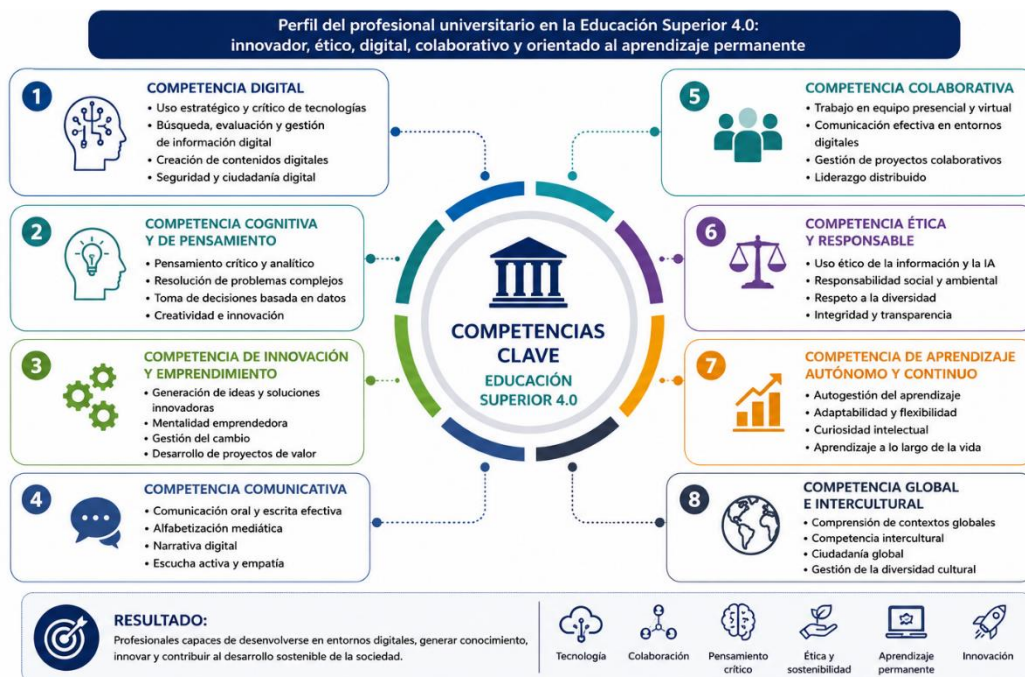 Perfil del profesional universitario en la Educación Superior 4.0:
innovador, ético, digital, colaborativo y orientado al aprendizaje permanente
1
COMPETENCIA DIGITAL
• Uso estratégico y crítico de tecnologías
• Búsqueda, evaluación y gestión
de información digital
• Creación de contenidos digitales
• Seguridad y ciudadanía digital
2
COMPETENCIA COGNITIVA
Y DE PENSAMIENTO
• Pensamiento crítico y analítico
• Resolución de problemas complejos
• Toma de decisiones basada en datos
• Creatividad e innovación
3
COMPETENCIA DE INNOVACIÓN
Y EMPRENDIMIENTO
• Generación de ideas y soluciones
innovadoras
• Mentalidad emprendedora
• Gestión del cambio
• Desarrollo de proyectos de valor
4
COMPETENCIA COMUNICATIVA
• Comunicación oral y escrita efectiva
• Alfabetización mediática
• Narrativa digital
• Escucha activa y empatía
COMPETENCIAS
CLAVE
EDUCACIÓN
SUPERIOR 4.0
5
COMPETENCIA COLABORATIVA
• Trabajo en equipo presencial y virtual
• Comunicación efectiva en entornos
digitales
• Gestión de proyectos colaborativos
• Liderazgo distribuido
6
COMPETENCIA ÉTICA
Y RESPONSABLE
• Uso ético de la información y la IA
• Responsabilidad social y ambiental
• Respeto a la diversidad
• Integridad y transparencia
7
COMPETENCIA DE APRENDIZAJE
AUTÓNOMO Y CONTINUO
• Autogestión del aprendizaje
• Adaptabilidad y flexibilidad
• Curiosidad intelectual
• Aprendizaje a lo largo de la vida
8
COMPETENCIA GLOBAL
E INTERCULTURAL
• Comprensión de contextos globales
• Competencia intercultural
• Ciudadanía global
• Gestión de la diversidad cultural
RESULTADO:
Profesionales capaces de desenvolverse en entornos digitales, generar conocimiento,
innovar y contribuir al desarrollo sostenible de la sociedad.
Tecnología
Colaboración
Pensamiento
crítico
Ética y
sostenibilidad
Aprendizaje
permanente
Innovación